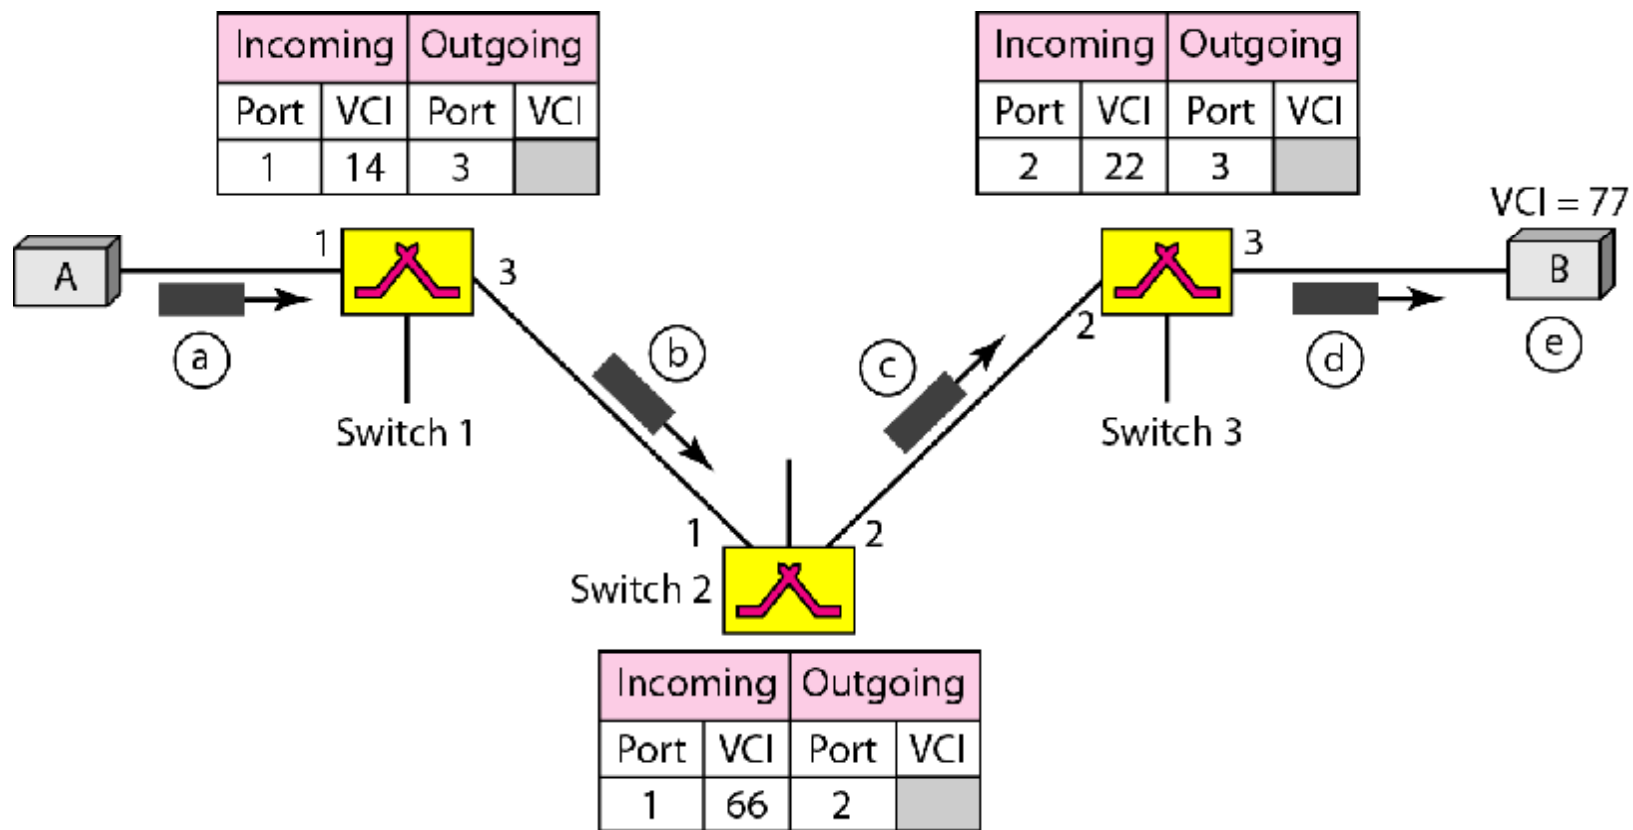 Incoming Outgoing
Port VCI Port VCI
1 14 3
Incoming Outgoing
Port VCI Port VCI
2 22 3
VCI = 77
A
1
3
a
Switch 1
b
c
2
3
Switch 3
d
B
e
1
2
Switch 2
Incoming Outgoing
Port VCI Port VCI
1 66 2